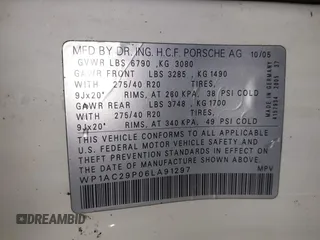 MFD BY DR. ING. H.C.F. PORSCHE AG 10/05
GVWR LBS 6790 , KG 3080
GAWR FRONT LBS 3285 , KG 1490
WITH 275/40 R20 TIRES,
9Jx20" RIMS, AT 260 KPA, 38 PSI COLD
GAWR REAR LBS 3748 , KG 1700
WITH 275/40 R20 TIRES,
9Jx20" RIMS, AT 340 KPA, 49 PSI COLD
THIS VEHICLE CONFORMS TO ALL APPLICABLE
FEDERAL MOTOR VEHICLE SAFETY STANDARDS
IN EFFECT ON THE DATE OF
MANUFACTURE SHOWN ABOVE
WP1AC29P06LA91297 MPV
DREAMBID